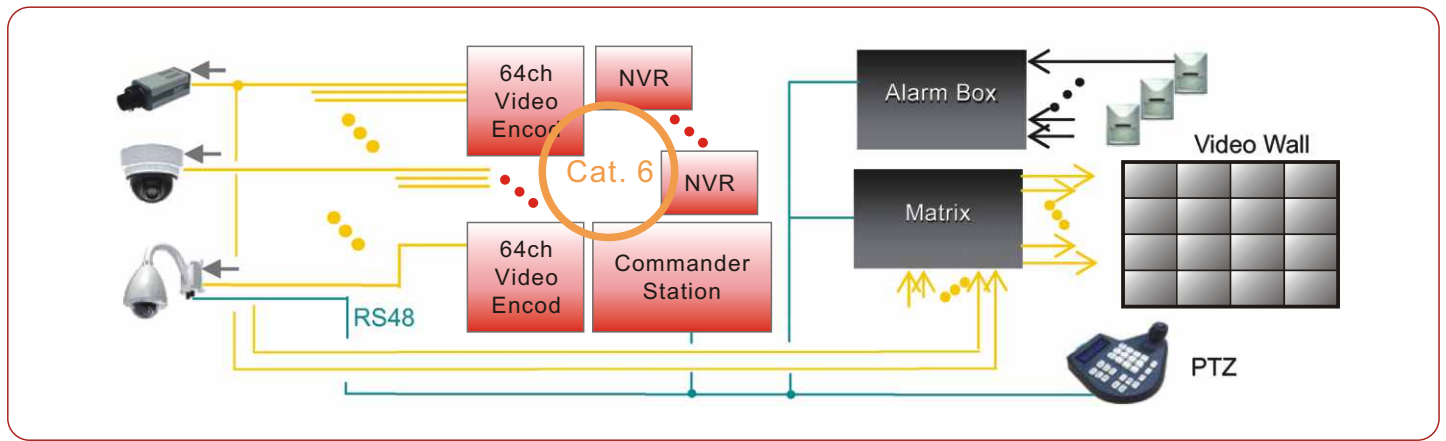 64ch
Video
Encod
NVR
Cat. 6
NVR
64ch
Video
Encod
Commander
Station
RS48
Alarm Box
Matrix
Video Wall
PTZ